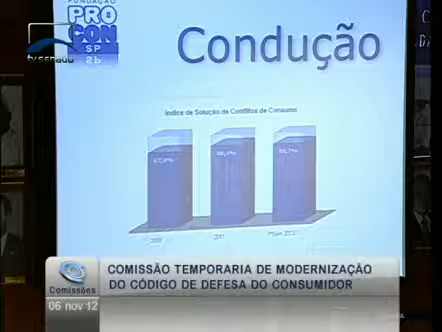 FUNDAÇÃO
PRO
CON
SP
tv senado
Condução
Índice de Solução de Conflitos de Consumo
2011
COMISSÃO TEMPORARIA DE MODERNIZAÇÃO
DO CÓDIGO DE DEFESA DO CONSUMIDOR
Comissões
06 nov 12